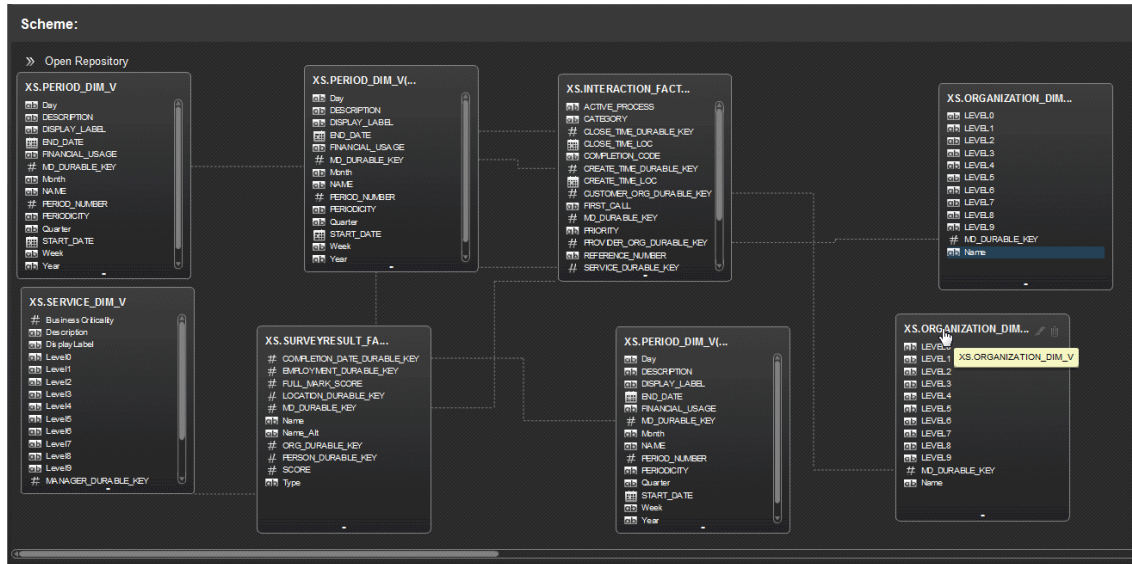 Scheme:
» Open Repository
XS.PERIOD_DIM_V
Day
DESCRIPTION
DISPLAY_LABEL
END_DATE
FINANCIAL_USAGE
# MD_DURABLE_KEY
Month
NAME
# PERIOD_NUMBER
PERIODICITY
Quarter
START_DATE
Week
Year
XS.PERIOD_DIM_V(...
Day
DESCRIPTION
DISPLAY_LABEL
END_DATE
FINANCIAL_USAGE
# MD_DURABLE_KEY
Month
NAME
# PERIOD_NUMBER
PERIODICITY
Quarter
START_DATE
Week
Year
XS.INTERACTION_FACT...
ACTIVE_PROCESS
CATEGORY
# CLOSE_TIME_DURABLE_KEY
CLOSE_TIME_LOC
COMPLETION_CODE
# CREATE_TIME_DURABLE_KEY
CREATE_TIME_LOC
# CUSTOMER_ORG_DURABLE_KEY
FIRST_CALL
# MD_DURABLE_KEY
PRIORITY
# PROVIDER_ORG_DURABLE_KEY
REFERENCE_NUMBER
# SERVICE_DURABLE_KEY
XS.ORGANIZATION_DIM...
LEVEL0
LEVEL1
LEVEL2
LEVEL3
LEVEL4
LEVEL5
LEVEL6
LEVEL7
LEVEL8
LEVEL9
# MD_DURABLE_KEY
Name
XS.SERVICE_DIM_V
# Business Criticality
Description
DisplayLabel
Level0
Level1
Level2
Level3
Level4
Level5
Level6
Level7
Level8
Level9
# MANAGER_DURABLE_KEY
XS.SURVEYRESULT_FA...
# COMPLETION_DATE_DURABLE_KEY
# EMPLOYMENT_DURABLE_KEY
# FULL_MARK_SCORE
# LOCATION_DURABLE_KEY
# MD_DURABLE_KEY
Name
Name_Alt
# ORG_DURABLE_KEY
# PERSON_DURABLE_KEY
# SCORE
Type
XS.PERIOD_DIM_V(...
Day
DESCRIPTION
DISPLAY_LABEL
END_DATE
FINANCIAL_USAGE
# MD_DURABLE_KEY
Month
NAME
# PERIOD_NUMBER
PERIODICITY
Quarter
START_DATE
Week
Year
XS.ORGANIZATION_DIM...
LEVEL0
LEVEL1
XS.ORGANIZATION_DIM_V
LEVEL2
LEVEL3
LEVEL4
LEVEL5
LEVEL6
LEVEL7
LEVEL8
LEVEL9
# MD_DURABLE_KEY
Name